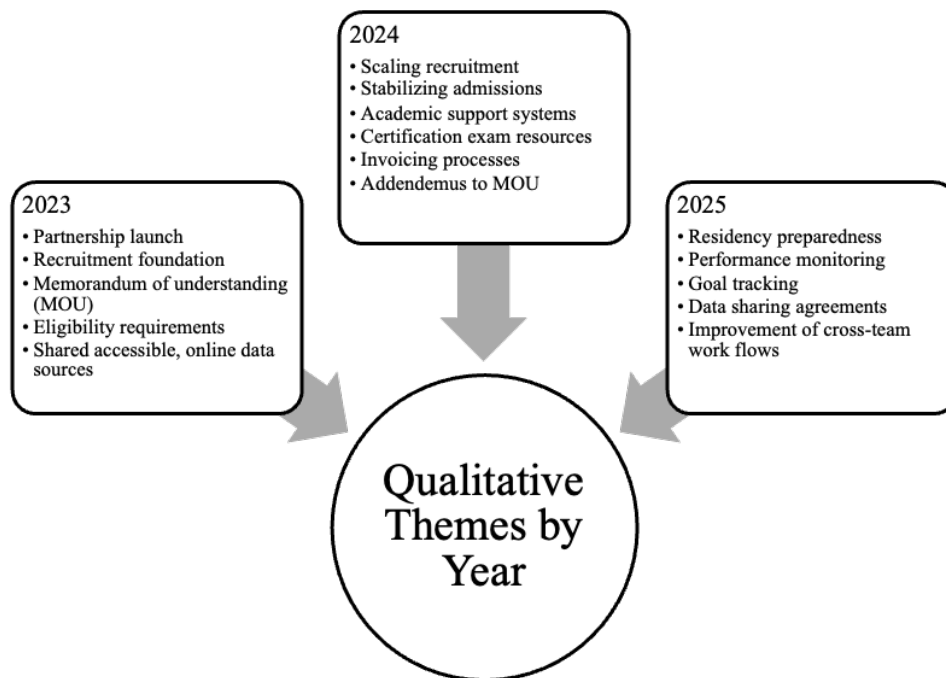 2024
• Scaling recruitment
• Stabilizing admissions
• Academic support systems
• Certification exam resources
• Invoicing processes
• Addendemus to MOU
2023
• Partnership launch
• Recruitment foundation
• Memorandum of understanding
(MOU)
• Eligibility requirements
• Shared accessible, online data
sources
2025
• Residency preparedness
• Performance monitoring
• Goal tracking
• Data sharing agreements
• Improvement of cross-team
work flows
Qualitative
Themes by
Year